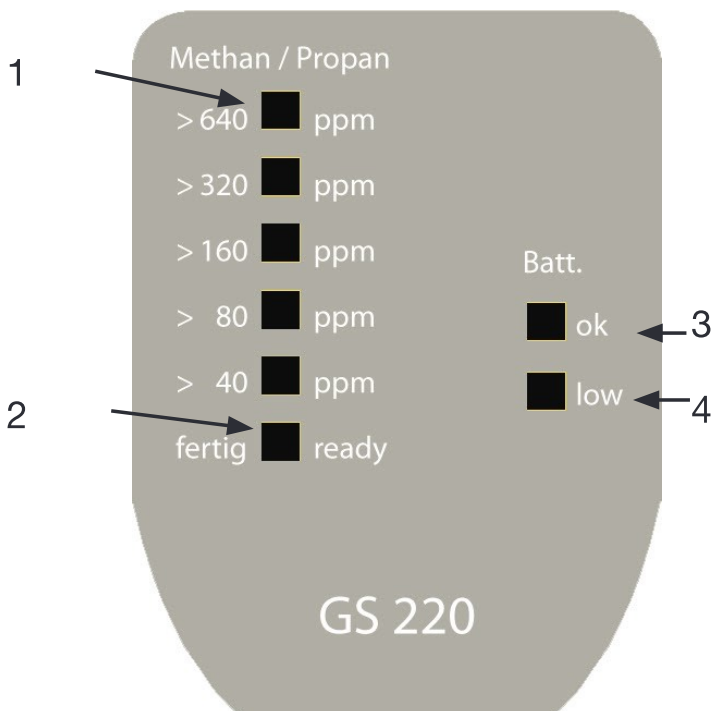 Methan / Propan
1
> 640 ppm
> 320 ppm
> 160 ppm
> 80 ppm
> 40 ppm
2
fertig ready
Batt.
ok 3
low 4
GS 220